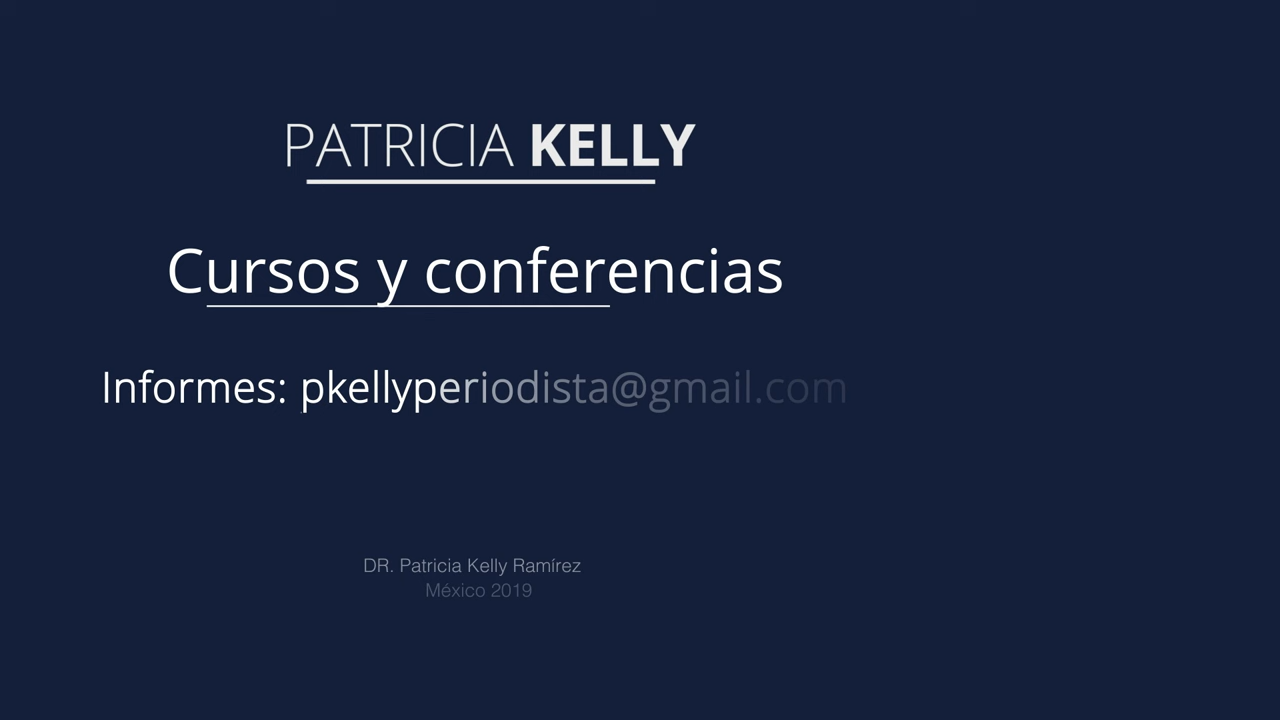 PATRICIA KELLY
Cursos y conferencias
Informes: pkellyperiodista@gmail.com
DR. Patricia Kelly Ramírez
México 2019